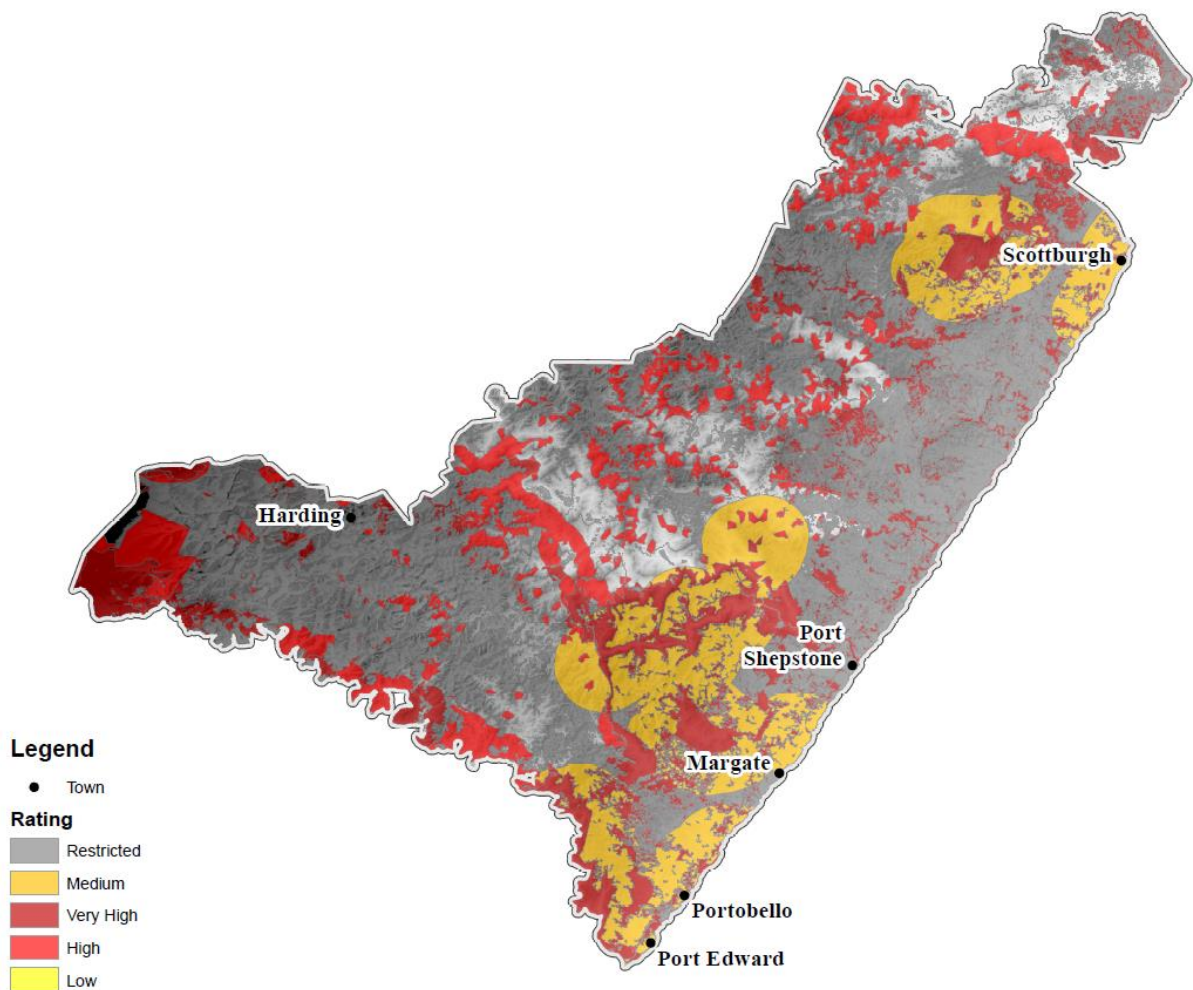 Scottburgh
Harding
Port
Shepstone
Margate
Portobello
Port Edward
Legend
Town
Rating
Restricted
Medium
Very High
High
Low